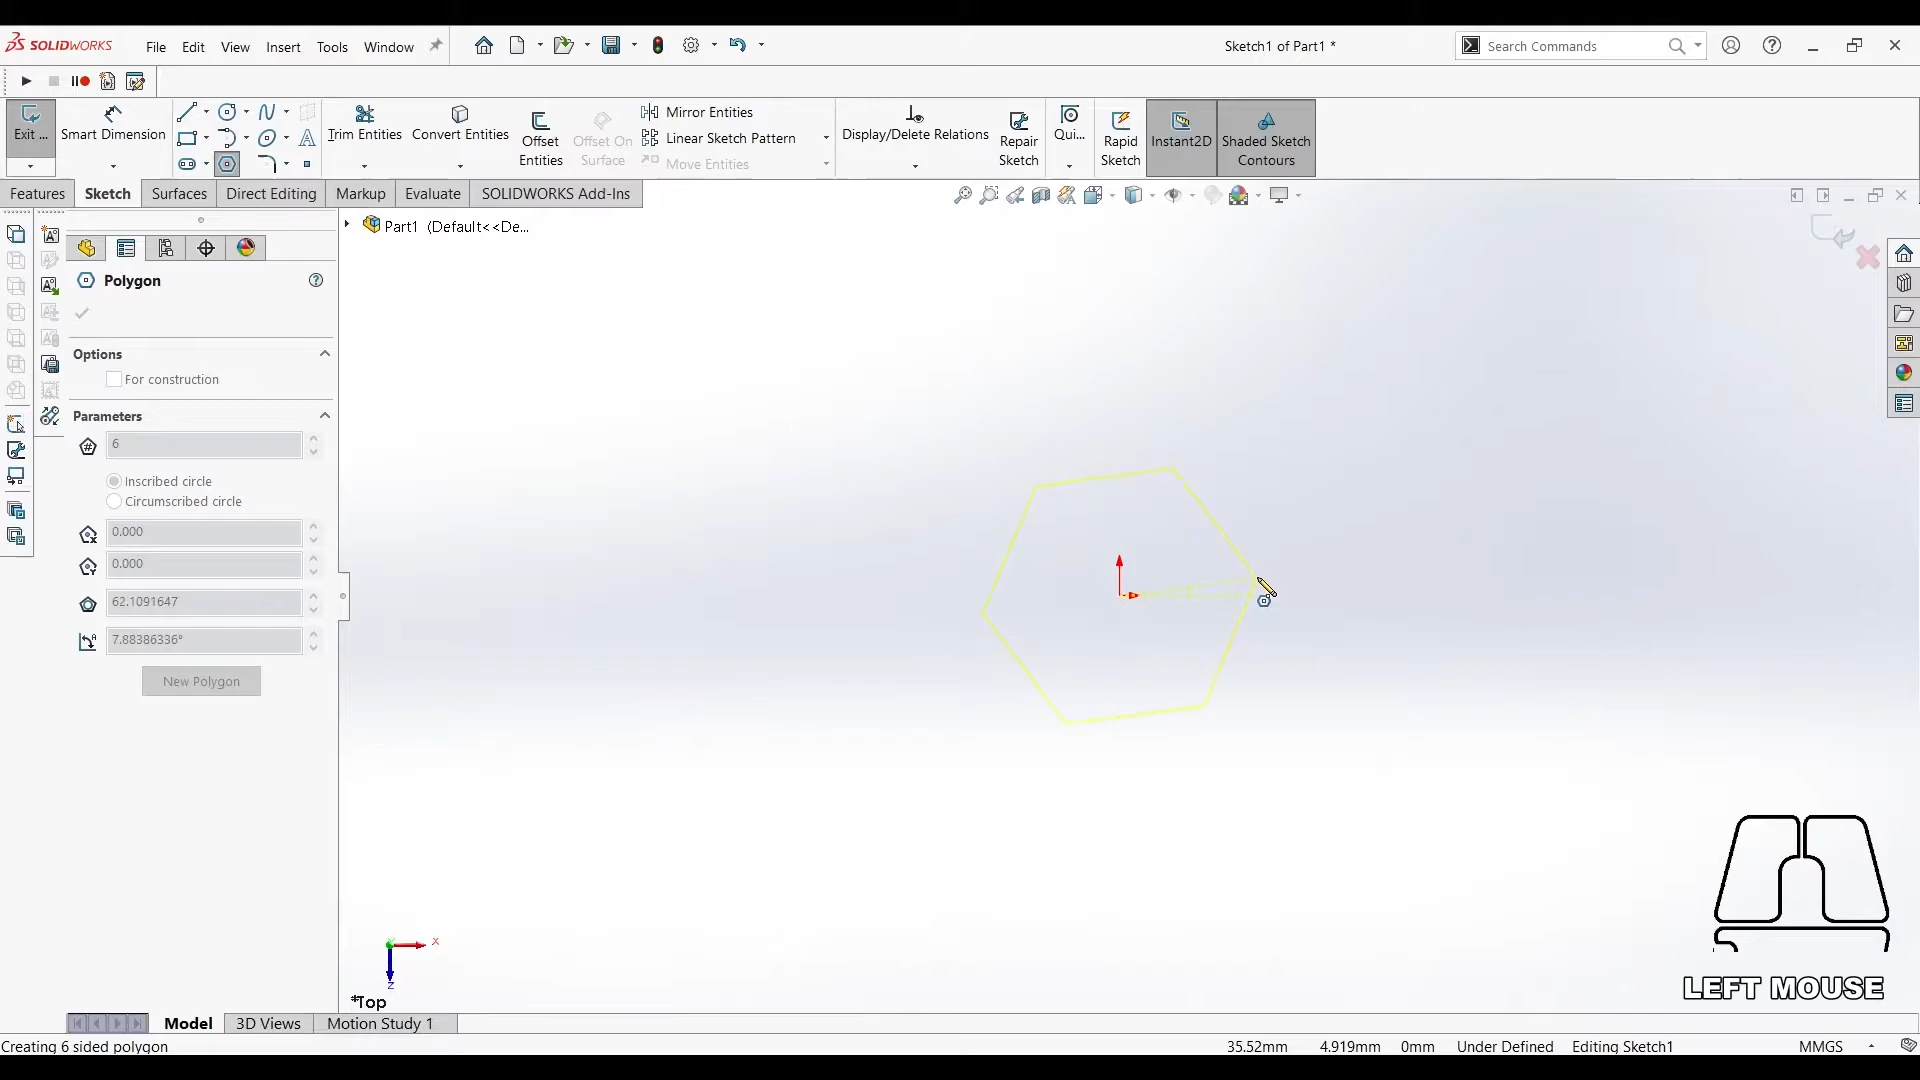 SOLIDWORKS File Edit View Insert Tools Window Sketch1 of Part1 * Search Commands
Exit ... Smart Dimension Trim Entities Convert Entities Offset Entities Offset On Surface Mirror Entities Linear Sketch Pattern Move Entities Display/Delete Relations Repair Sketch Qui... Rapid Sketch Instant2D Shaded Sketch Contours
Features Sketch Surfaces Direct Editing Markup Evaluate SOLIDWORKS Add-Ins
Part1 (Default<<De...
Polygon
Options
For construction
Parameters
6
Inscribed circle
Circumscribed circle
0.000
0.000
62.1091647
7.88386336°
New Polygon
x
z
*Top
LEFT MOUSE
Model 3D Views Motion Study 1
Creating 6 sided polygon 35.52mm 4.919mm 0mm Under Defined Editing Sketch1 MMGS